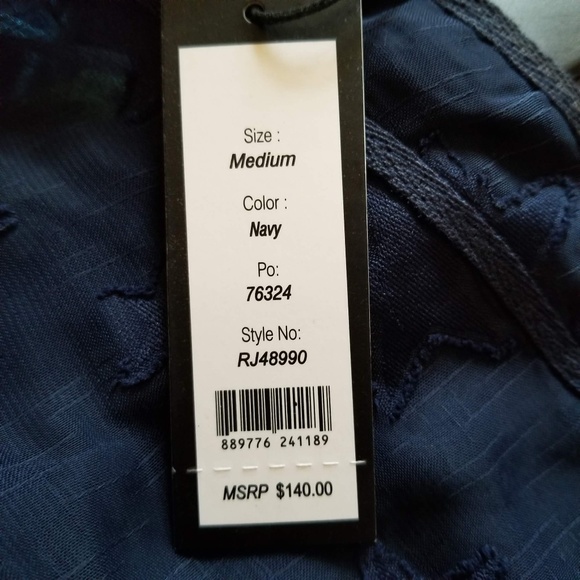 Size :
Medium
Color :
Navy
Po:
76324
Style No:
RJ48990
889776 241189
MSRP $140.00